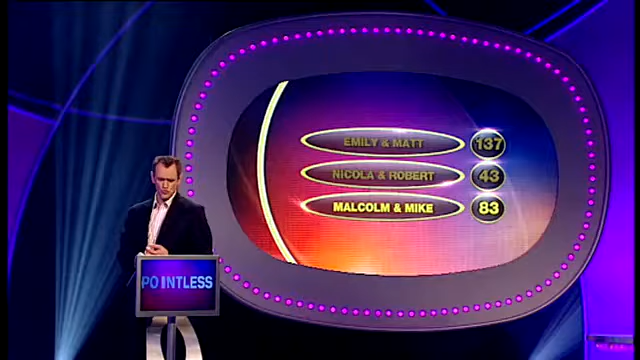 EMILY & MATT 137
NICOLA & ROBERT 43
MALCOLM & MIKE 83
POINTLESS